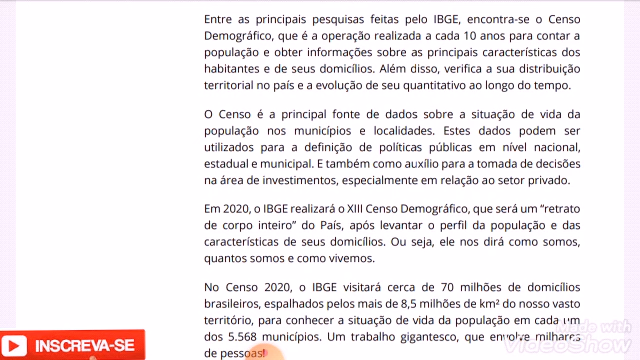 Entre as principais pesquisas feitas pelo IBGE, encontra-se o Censo
Demográfico, que é a operação realizada a cada 10 anos para contar a
população e obter informações sobre as principais características dos
habitantes e de seus domicílios. Além disso, verifica a sua distribuição
territorial no país e a evolução de seu quantitativo ao longo do tempo.
O Censo é a principal fonte de dados sobre a situação de vida da
população nos municípios e localidades. Estes dados podem ser
utilizados para a definição de políticas públicas em nível nacional,
estadual e municipal. E também como auxílio para a tomada de decisões
na área de investimentos, especialmente em relação ao setor privado.
Em 2020, o IBGE realizará o XIII Censo Demográfico, que será um “retrato
de corpo inteiro” do País, após levantar o perfil da população e das
características de seus domicílios. Ou seja, ele nos dirá como somos,
quantos somos e como vivemos.
No Censo 2020, o IBGE visitará cerca de 70 milhões de domicílios
brasileiros, espalhados pelos mais de 8,5 milhões de km² do nosso vasto
território, para conhecer a situação de vida da população em cada um
dos 5.568 municípios. Um trabalho gigantesco, que envolve milhares
de pessoas!
INSCREVA-SE
Made with
VideoShow